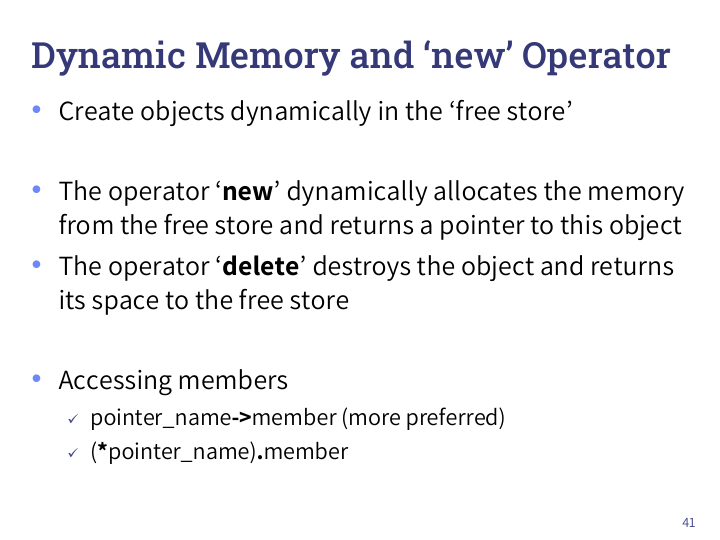 Dynamic Memory and ‘new’ Operator
• Create objects dynamically in the ‘free store’
• The operator ‘new’ dynamically allocates the memory
from the free store and returns a pointer to this object
• The operator ‘delete’ destroys the object and returns
its space to the free store
• Accessing members
✓ pointer_name->member (more preferred)
✓ (*pointer_name).member
41